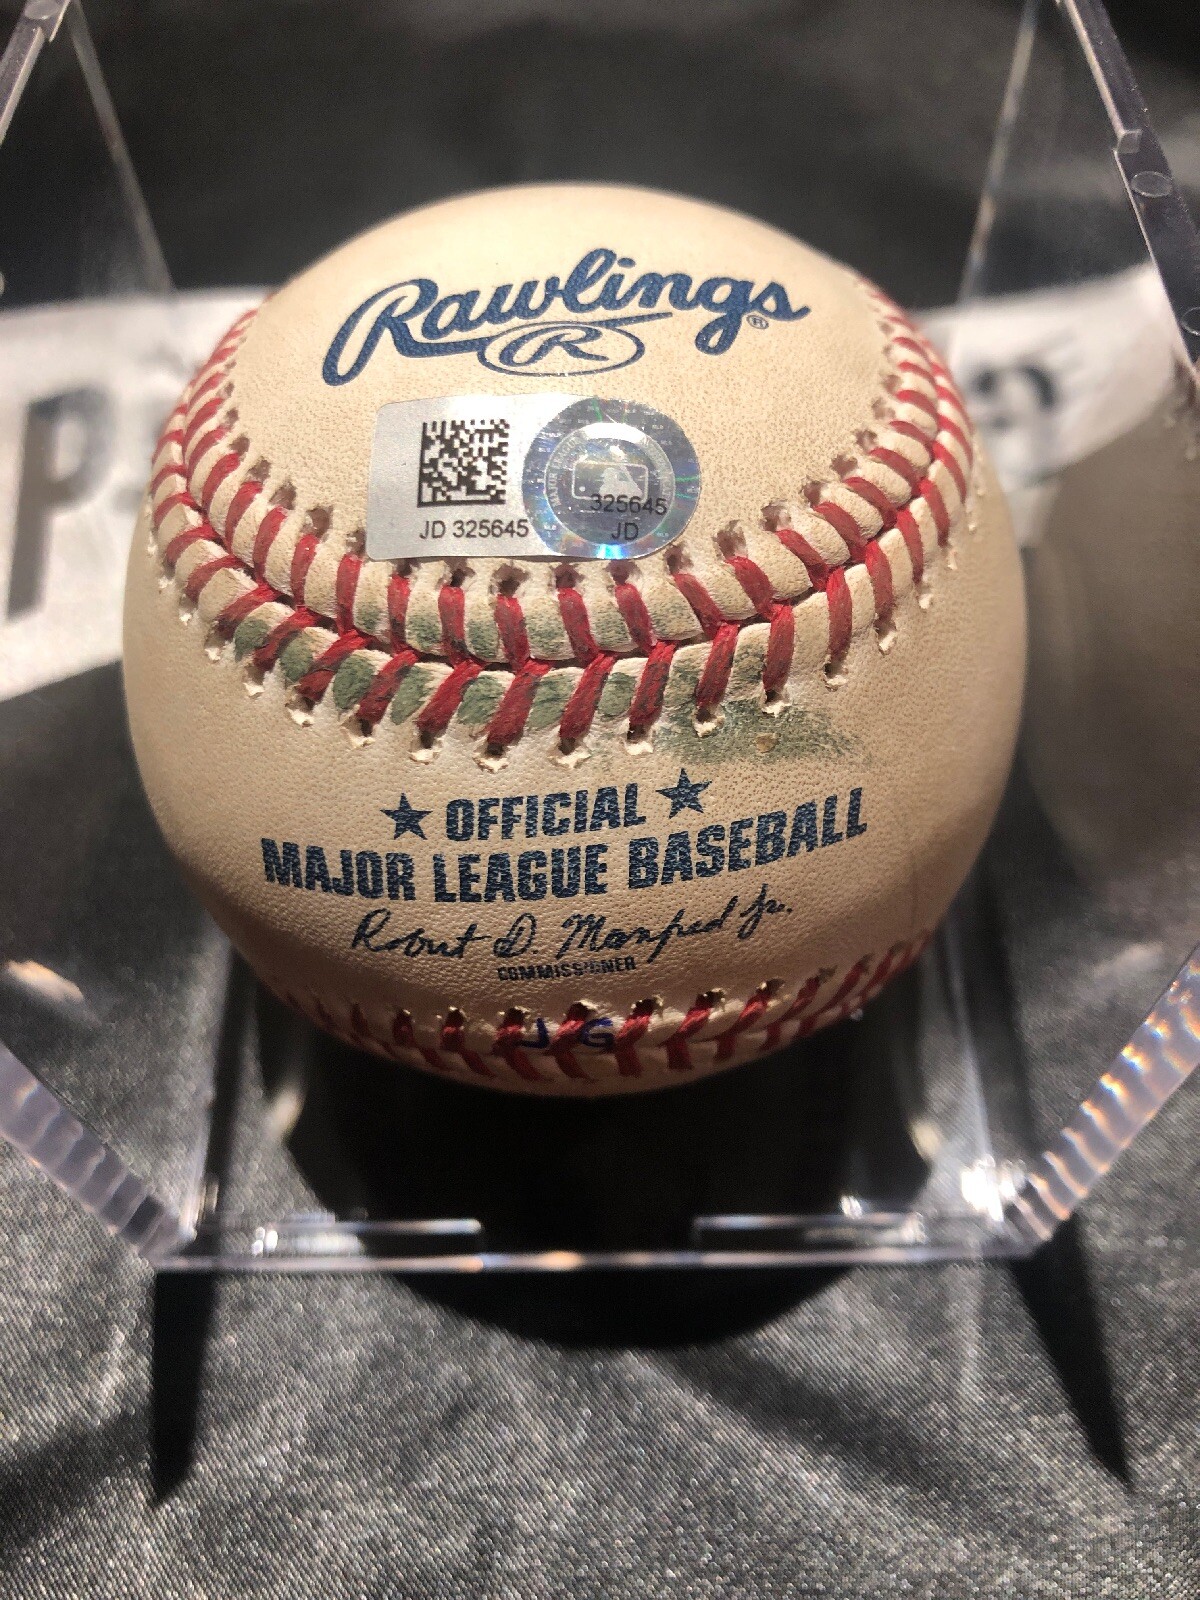 Rawlings®
R
325645
JD 325645
JD
★ OFFICIAL ★
MAJOR LEAGUE BASEBALL
Robert D. Manfred Jr.
COMMISSIONER
J G